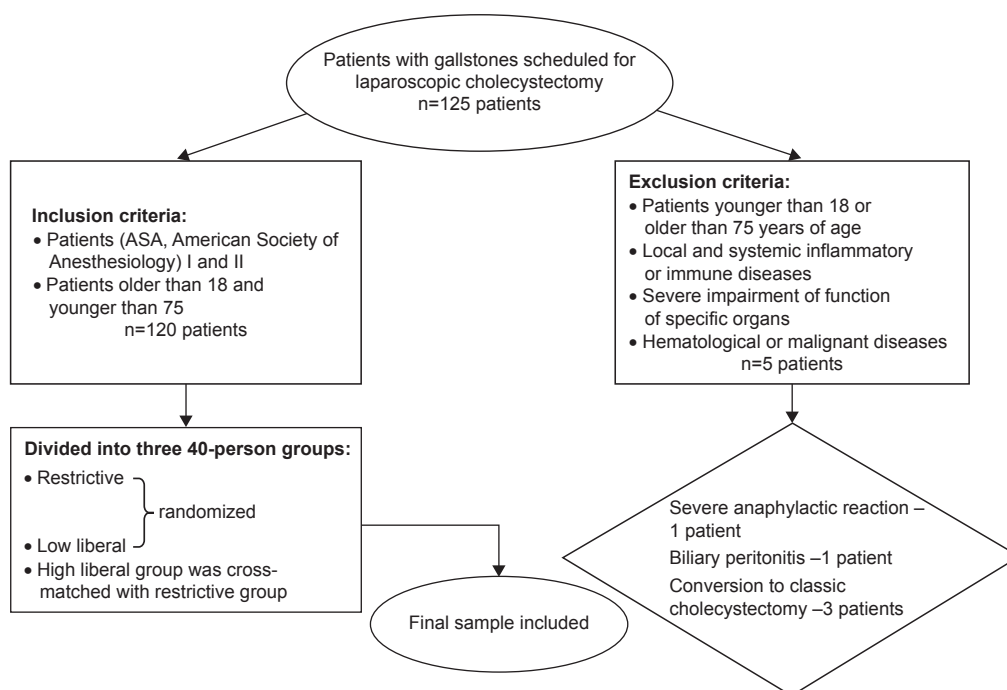 Patients with gallstones scheduled for
laparoscopic cholecystectomy
n=125 patients
Inclusion criteria:
• Patients (ASA, American Society of
Anesthesiology) I and II
• Patients older than 18 and
younger than 75
n=120 patients
Exclusion criteria:
• Patients younger than 18 or
older than 75 years of age
• Local and systemic inflammatory
or immune diseases
• Severe impairment of function
of specific organs
• Hematological or malignant diseases
n=5 patients
Divided into three 40-person groups:
• Restrictive
randomized
• Low liberal
• High liberal group was cross-
matched with restrictive group
Final sample included
Severe anaphylactic reaction –
1 patient
Biliary peritonitis –1 patient
Conversion to classic
cholecystectomy –3 patients